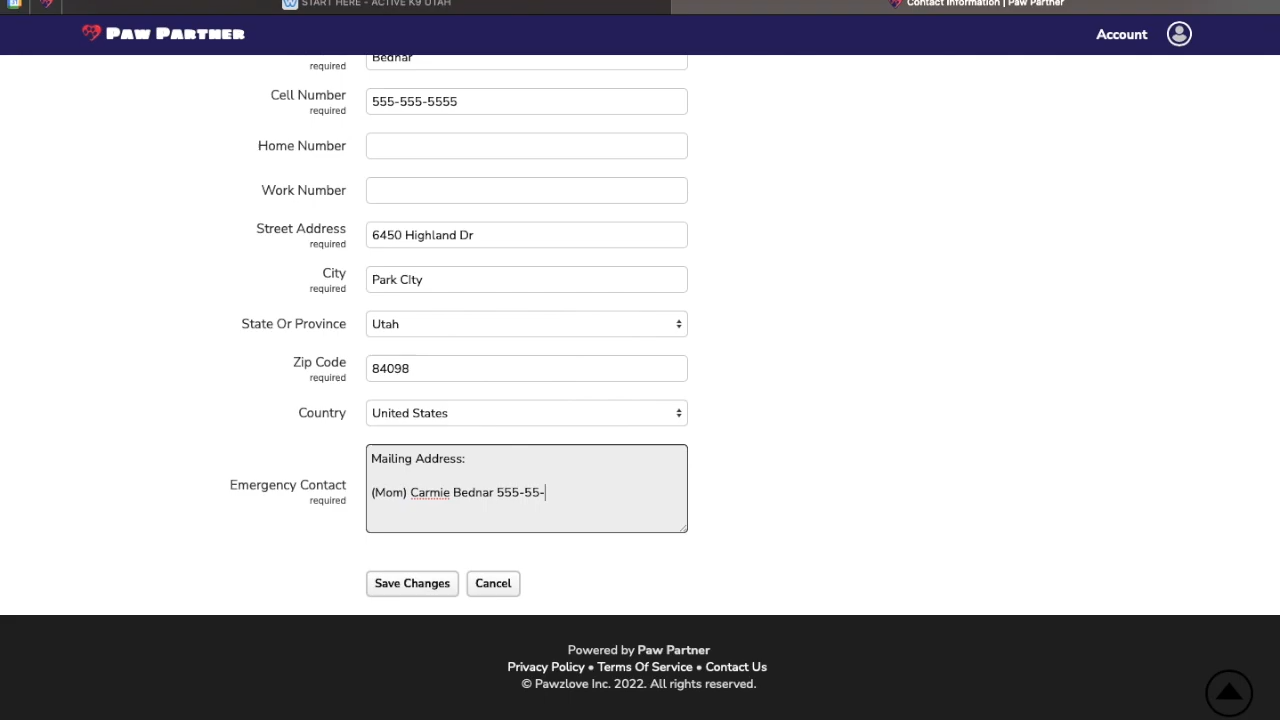 START HERE - ACTIVE K9 UTAH
Contact Information | Paw Partner
Paw Partner
Account
Bednar
required
Cell Number
required
555-555-5555
Home Number
Work Number
Street Address
required
6450 Highland Dr
City
required
Park CIty
State Or Province
Utah
Zip Code
required
84098
Country
United States
Emergency Contact
required
Mailing Address:
(Mom) Carmie Bednar 555-55-
Save Changes
Cancel
Powered by Paw Partner
Privacy Policy • Terms Of Service • Contact Us
© Pawzlove Inc. 2022. All rights reserved.